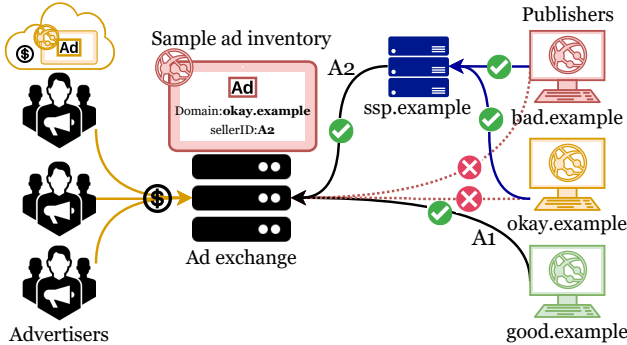 Publishers
Ad
Sample ad inventory
A2
Ad
Domain:okay.example
sellerID:A2
ssp.example
bad.example
$
$
okay.example
A1
Ad exchange
Advertisers
good.example